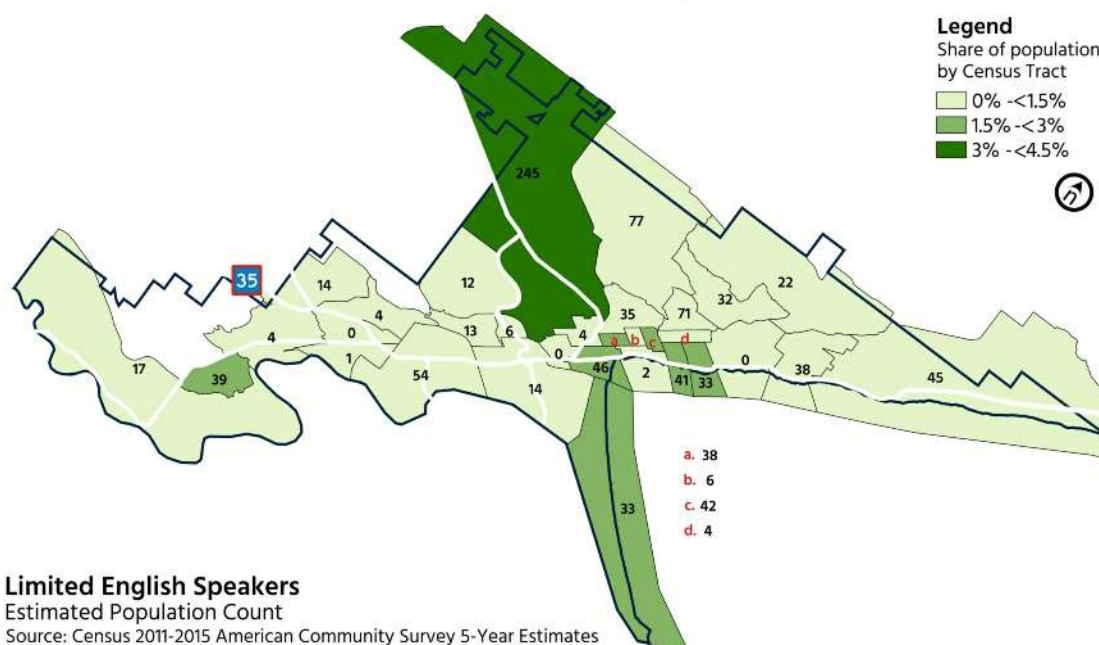 Legend
Share of population
by Census Tract
0% -<1.5%
1.5% -<3%
3% -<4.5%
n
245
77
35
14
12
22
32
4
35
71
0
13
6
4
a b c d
4
1
0
0
17
39
54
14
46
2
41
33
38
45
a. 38
b. 6
c. 42
d. 4
33
Limited English Speakers
Estimated Population Count
Source: Census 2011-2015 American Community Survey 5-Year Estimates